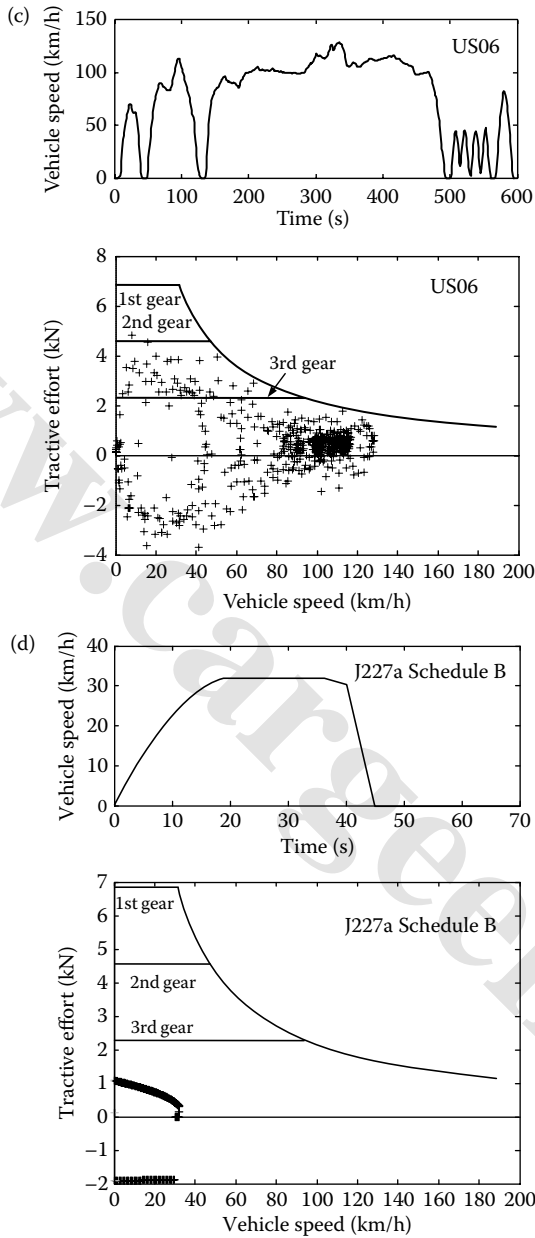 (c)
Vehicle speed (km/h)
150
100
50
0
US06
0 100 200 300 400 500 600
Time (s)
Tractive effort (kN)
8
6
4
2
0
−2
−4
US06
1st gear
2nd gear
3rd gear
0 20 40 60 80 100 120 140 160 180 200
Vehicle speed (km/h)
(d)
Vehicle speed (km/h)
40
30
20
10
0
J227a Schedule B
0 10 20 30 40 50 60 70
Time (s)
Tractive effort (kN)
7
6
5
4
3
2
1
0
−1
−2
1st gear
J227a Schedule B
2nd gear
3rd gear
0 20 40 60 80 100 120 140 160 180 200
Vehicle speed (km/h)
w.cargeen